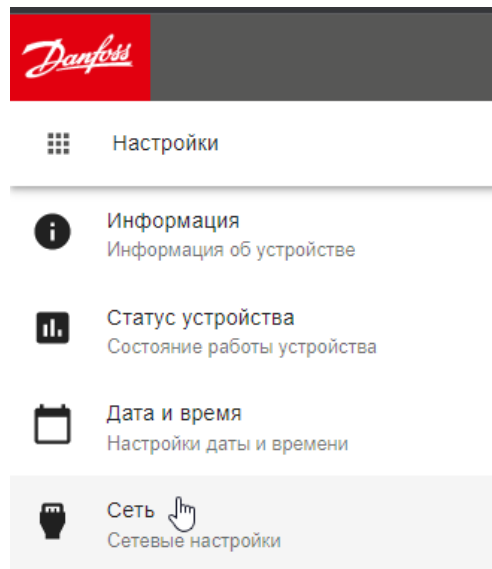 Danfoss
Настройки
Информация
Информация об устройстве
Статус устройства
Состояние работы устройства
Дата и время
Настройки даты и времени
Сеть
Сетевые настройки